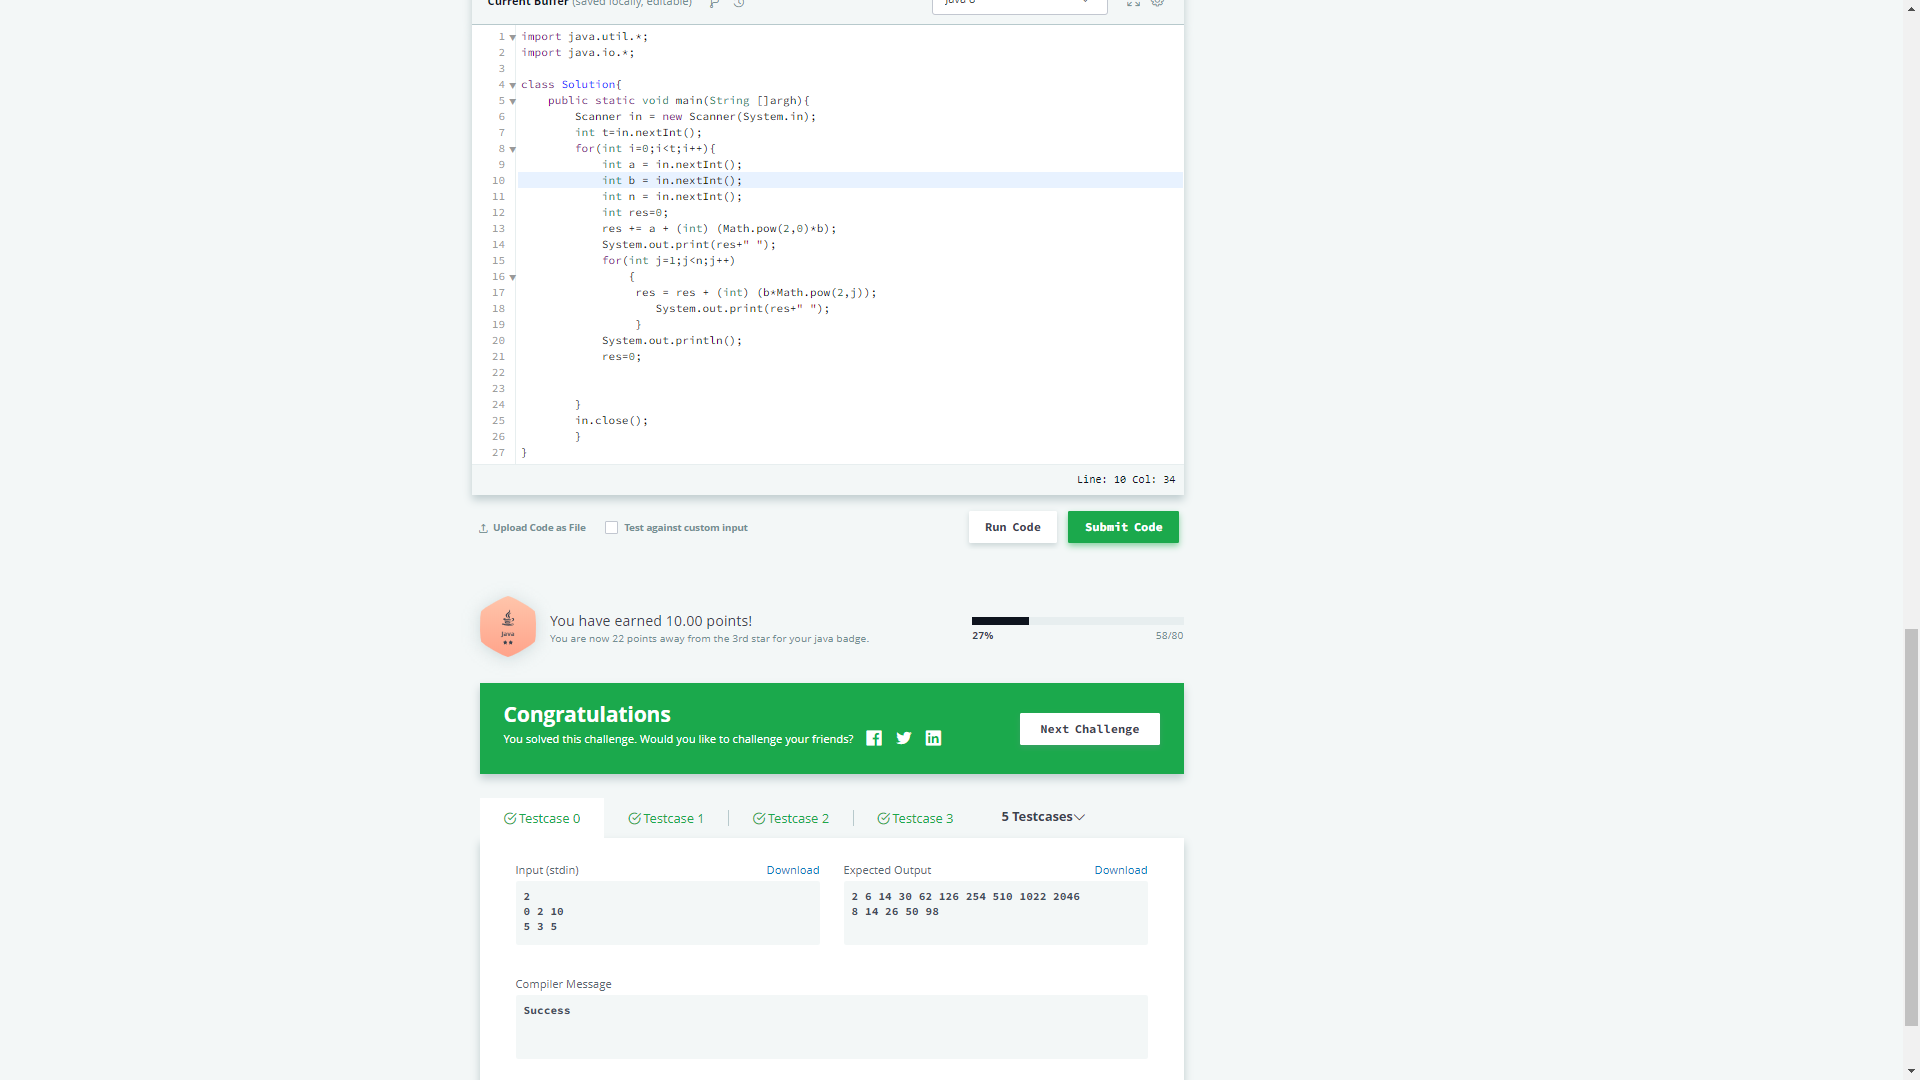 Current Buffer (saved locally, editable)
Java 8
1 import java.util.*;
2 import java.io.*;
3
4 class Solution{
5 public static void main(String []argh){
6 Scanner in = new Scanner(System.in);
7 int t=in.nextInt();
8 for(int i=0;i<t;i++){
9 int a = in.nextInt();
10 int b = in.nextInt();
11 int n = in.nextInt();
12 int res=0;
13 res += a + (int) (Math.pow(2,0)*b);
14 System.out.print(res+" ");
15 for(int j=1;j<n;j++)
16 {
17 res = res + (int) (b*Math.pow(2,j));
18 System.out.print(res+" ");
19 }
20 System.out.println();
21 res=0;
22
23
24 }
25 in.close();
26 }
27 }
Line: 10 Col: 34
Upload Code as File Test against custom input Run Code Submit Code
Java
You have earned 10.00 points!
You are now 22 points away from the 3rd star for your java badge.
27% 58/80
Congratulations
You solved this challenge. Would you like to challenge your friends?
Next Challenge
Testcase 0 Testcase 1 Testcase 2 Testcase 3 5 Testcases
Input (stdin) Download
2
0 2 10
5 3 5
Expected Output Download
2 6 14 30 62 126 254 510 1022 2046
8 14 26 50 98
Compiler Message
Success